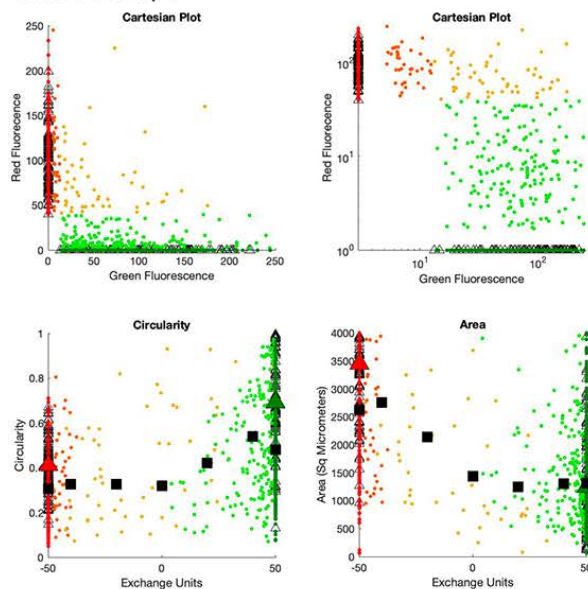 Cartesian Plot
Red Fluorecence
250
200
150
100
50
0
0 50 100 150 200 250
Green Fluorescence
Cartesian Plot
Red Fluorescence
10²
10¹
10⁰
10¹ 10²
Green Fluorescence
Circularity
Circularity
1
0.8
0.6
0.4
0.2
0
-50 0 50
Exchange Units
Area
Area (Sq Micrometers)
4000
3500
3000
2500
2000
1500
1000
500
0
-50 0 50
Exchange Units